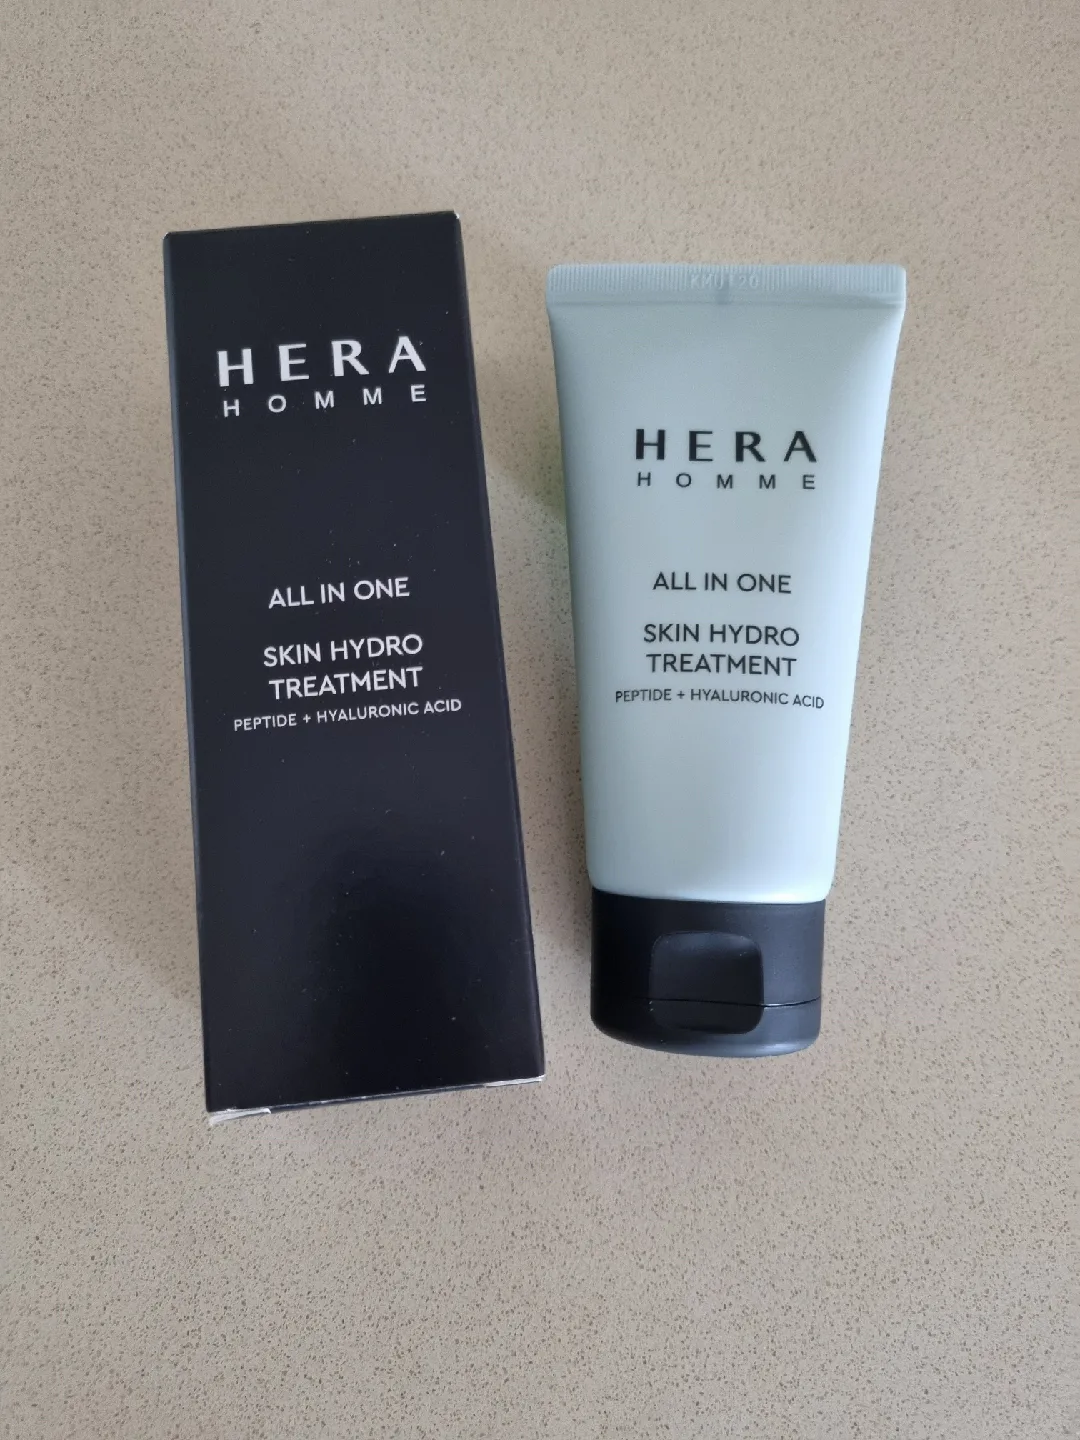 HERA
HOMME
ALL IN ONE
SKIN HYDRO
TREATMENT
PEPTIDE + HYALURONIC ACID
HERA
HOMME
ALL IN ONE
SKIN HYDRO
TREATMENT
PEPTIDE + HYALURONIC ACID